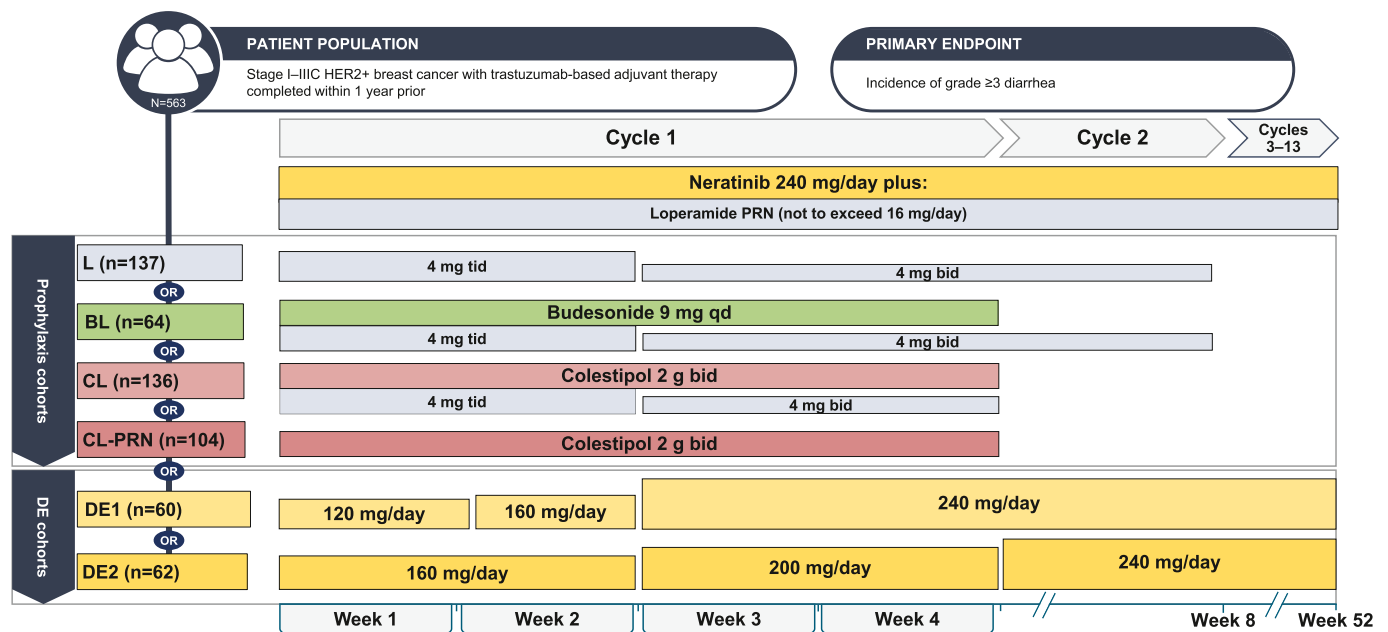 PATIENT POPULATION
Stage I–IIIC HER2+ breast cancer with trastuzumab-based adjuvant therapy
completed within 1 year prior
N=563
PRIMARY ENDPOINT
Incidence of grade ≥3 diarrhea
Cycle 1
Cycle 2
Cycles
3–13
Neratinib 240 mg/day plus:
Loperamide PRN (not to exceed 16 mg/day)
Prophylaxis cohorts
L (n=137)
4 mg tid
4 mg bid
OR
BL (n=64)
Budesonide 9 mg qd
4 mg tid
4 mg bid
OR
CL (n=136)
Colestipol 2 g bid
4 mg tid
4 mg bid
OR
CL-PRN (n=104)
Colestipol 2 g bid
OR
DE cohorts
DE1 (n=60)
120 mg/day
160 mg/day
240 mg/day
OR
DE2 (n=62)
160 mg/day
200 mg/day
240 mg/day
Week 1
Week 2
Week 3
Week 4
Week 8
Week 52